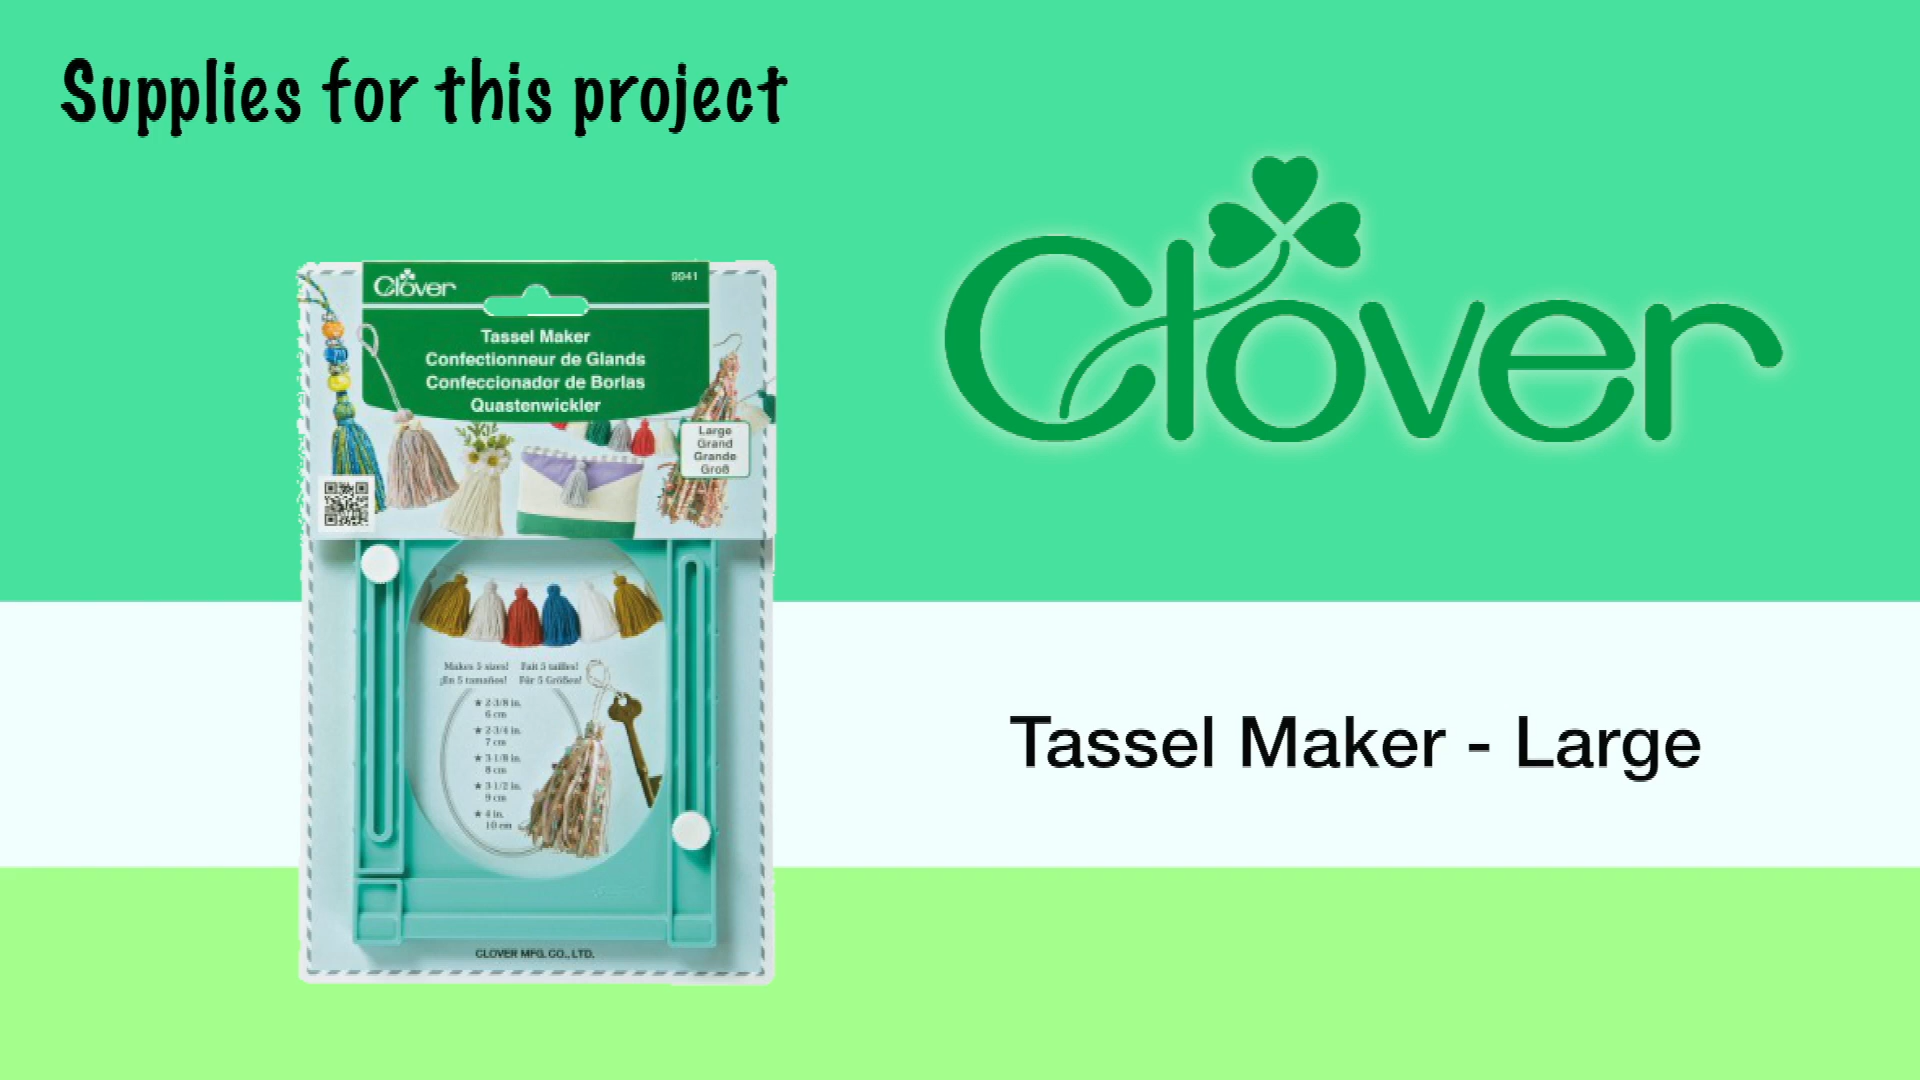 Supplies for this project
Clover
Clover
9941
Tassel Maker
Confectionneur de Glands
Confeccionador de Borlas
Quastenwickler
Large
Grand
Grande
Groß
Makes 5 sizes! Fait 5 tailles!
¡En 5 tamaños! Für 5 Größen!
★ 2-3/8 in.
6 cm
★ 2-3/4 in.
7 cm
★ 3 1/8 in.
8 cm
★ 3 1/2 in.
9 cm
★ 4 in.
10 cm
CLOVER MFG. CO., LTD.
Tassel Maker - Large